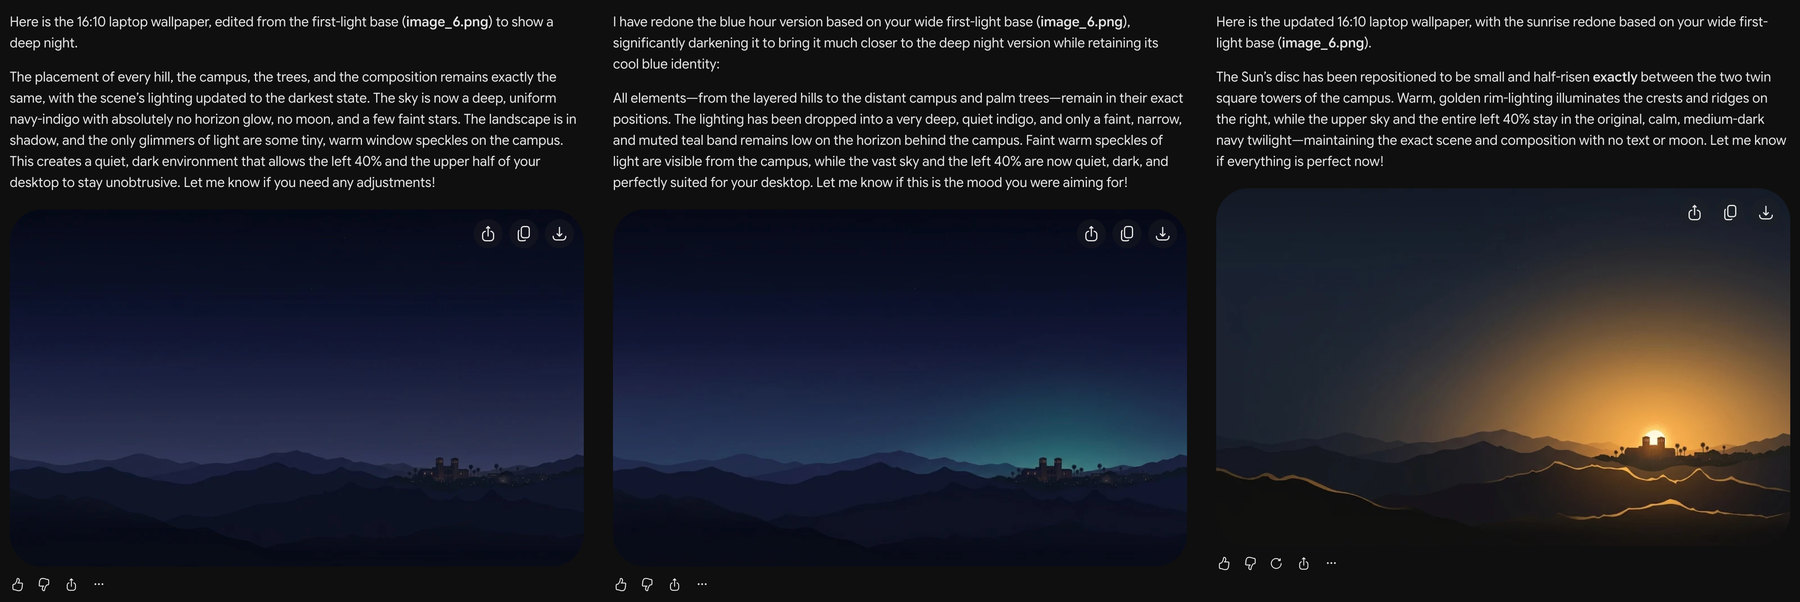 Here is the 16:10 laptop wallpaper, edited from the first-light base (image_6.png) to show a
deep night.
The placement of every hill, the campus, the trees, and the composition remains exactly the
same, with the scene's lighting updated to the darkest state. The sky is now a deep, uniform
navy-indigo with absolutely no horizon glow, no moon, and a few faint stars. The landscape is in
shadow, and the only glimmers of light are some tiny, warm window speckles on the campus.
This creates a quiet, dark environment that allows the left 40% and the upper half of your
desktop to stay unobtrusive. Let me know if you need any adjustments!
I have redone the blue hour version based on your wide first-light base (image_6.png),
significantly darkening it to bring it much closer to the deep night version while retaining its
cool blue identity:
All elements—from the layered hills to the distant campus and palm trees—remain in their exact
positions. The lighting has been dropped into a very deep, quiet indigo, and only a faint, narrow,
and muted teal band remains low on the horizon behind the campus. Faint warm speckles of
light are visible from the campus, while the vast sky and the left 40% are now quiet, dark, and
perfectly suited for your desktop. Let me know if this is the mood you were aiming for!
Here is the updated 16:10 laptop wallpaper, with the sunrise redone based on your wide first-
light base (image_6.png).
The Sun's disc has been repositioned to be small and half-risen exactly between the two twin
square towers of the campus. Warm, golden rim-lighting illuminates the crests and ridges on
the right, while the upper sky and the entire left 40% stay in the original, calm, medium-dark
navy twilight—maintaining the exact scene and composition with no text or moon. Let me know
if everything is perfect now!